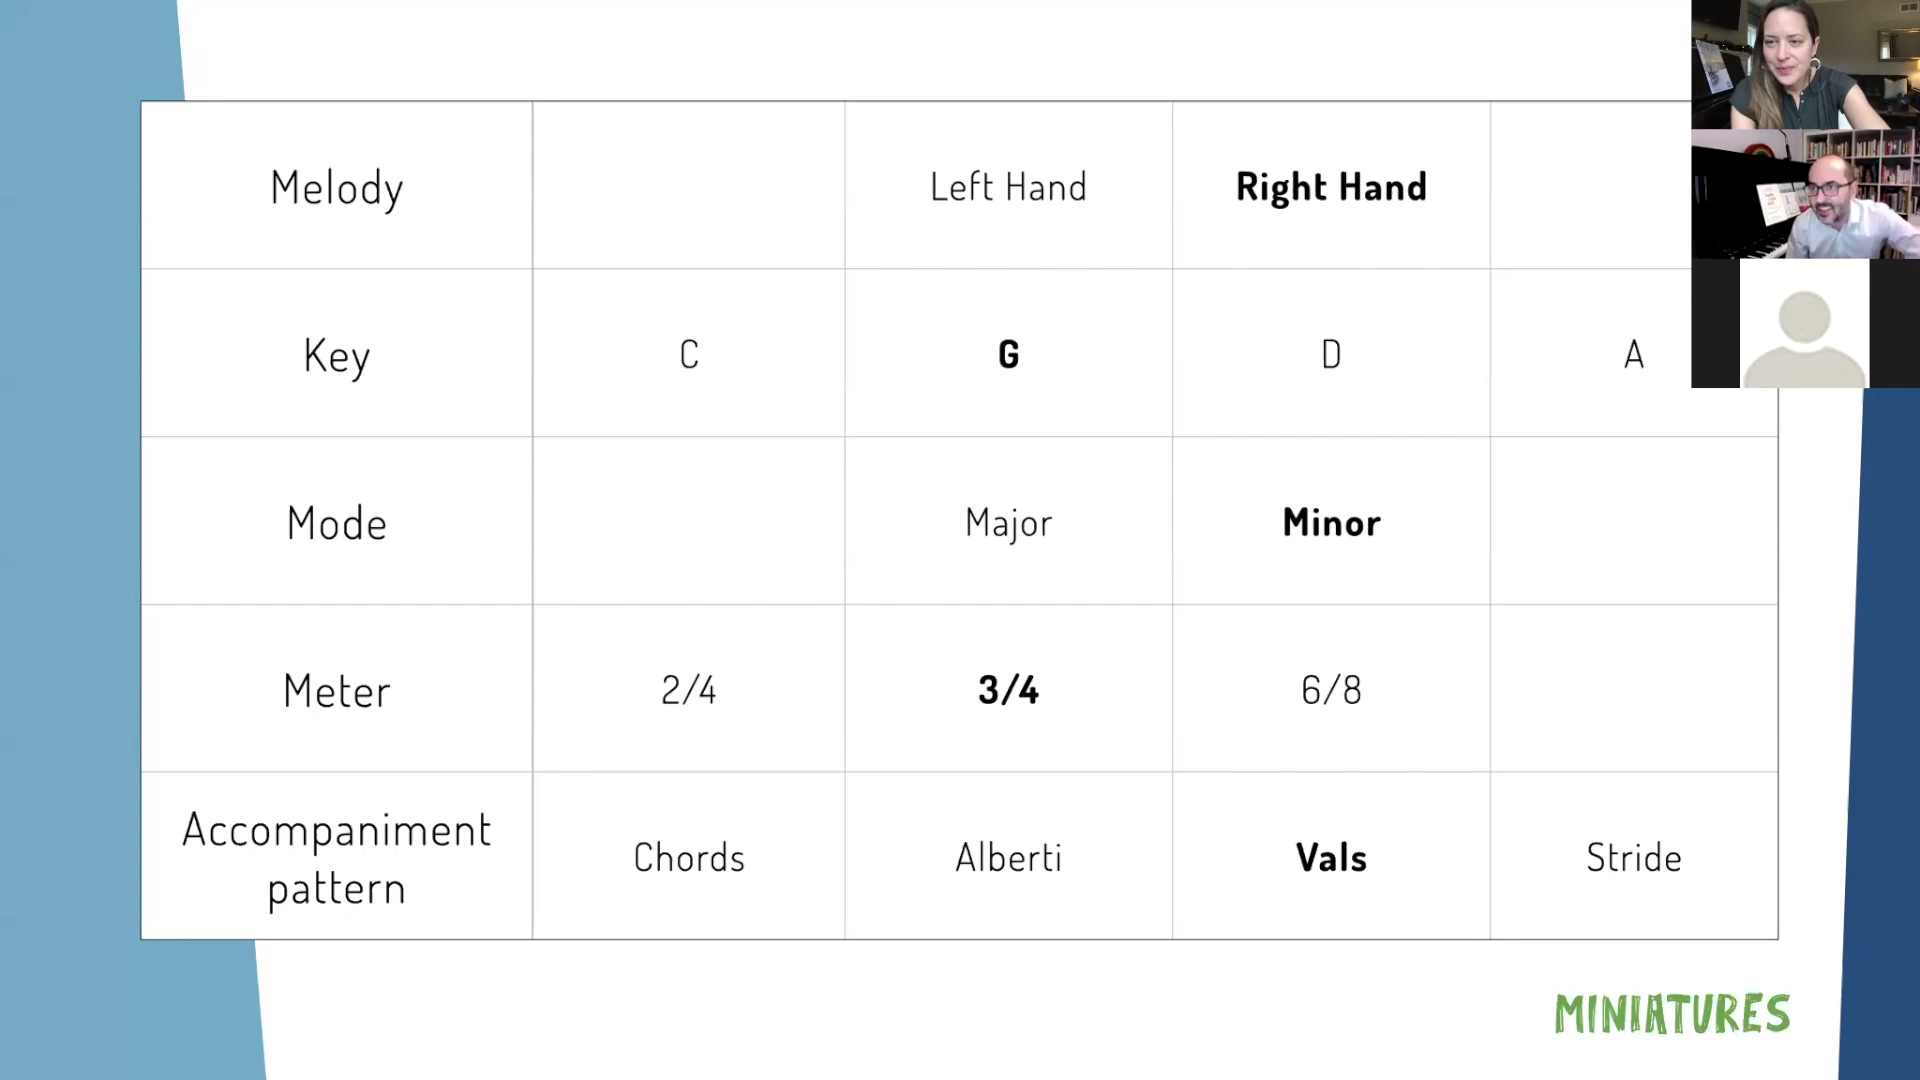 Melody
Left Hand
Right Hand
Key
C
G
D
A
Mode
Major
Minor
Meter
2/4
3/4
6/8
Accompaniment
pattern
Chords
Alberti
Vals
Stride
MINIATURES